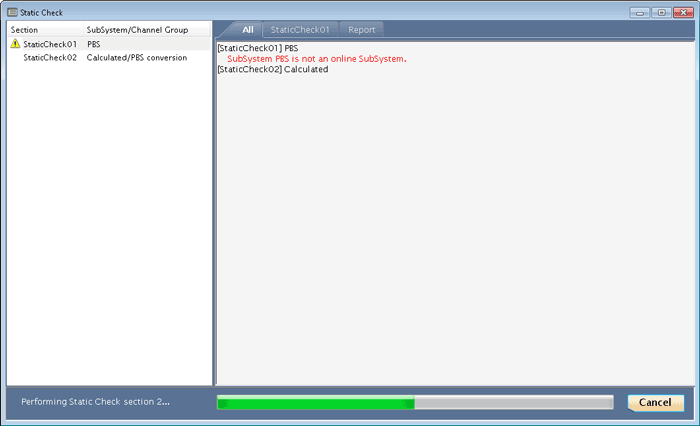 Static Check
Section SubSystem/Channel Group
StaticCheck01 PBS
StaticCheck02 Calculated/PBS conversion
All StaticCheck01 Report
[StaticCheck01] PBS
SubSystem PBS is not an online SubSystem.
[StaticCheck02] Calculated
Performing Static Check section 2...
Cancel